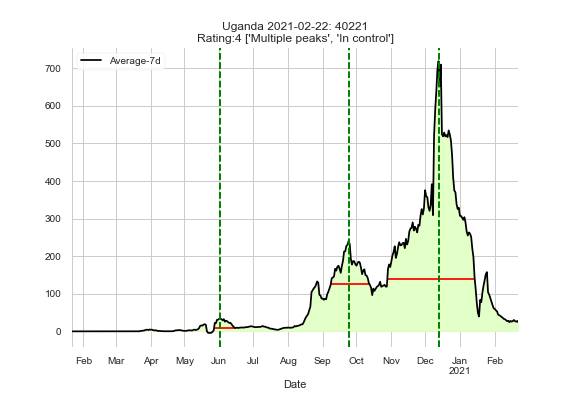 Uganda 2021-02-22: 40221
Rating:4 ['Multiple peaks', 'In control']
Average-7d
700
600
500
400
300
200
100
0
Feb Mar Apr May Jun Jul Aug Sep Oct Nov Dec Jan Feb
2021
Date